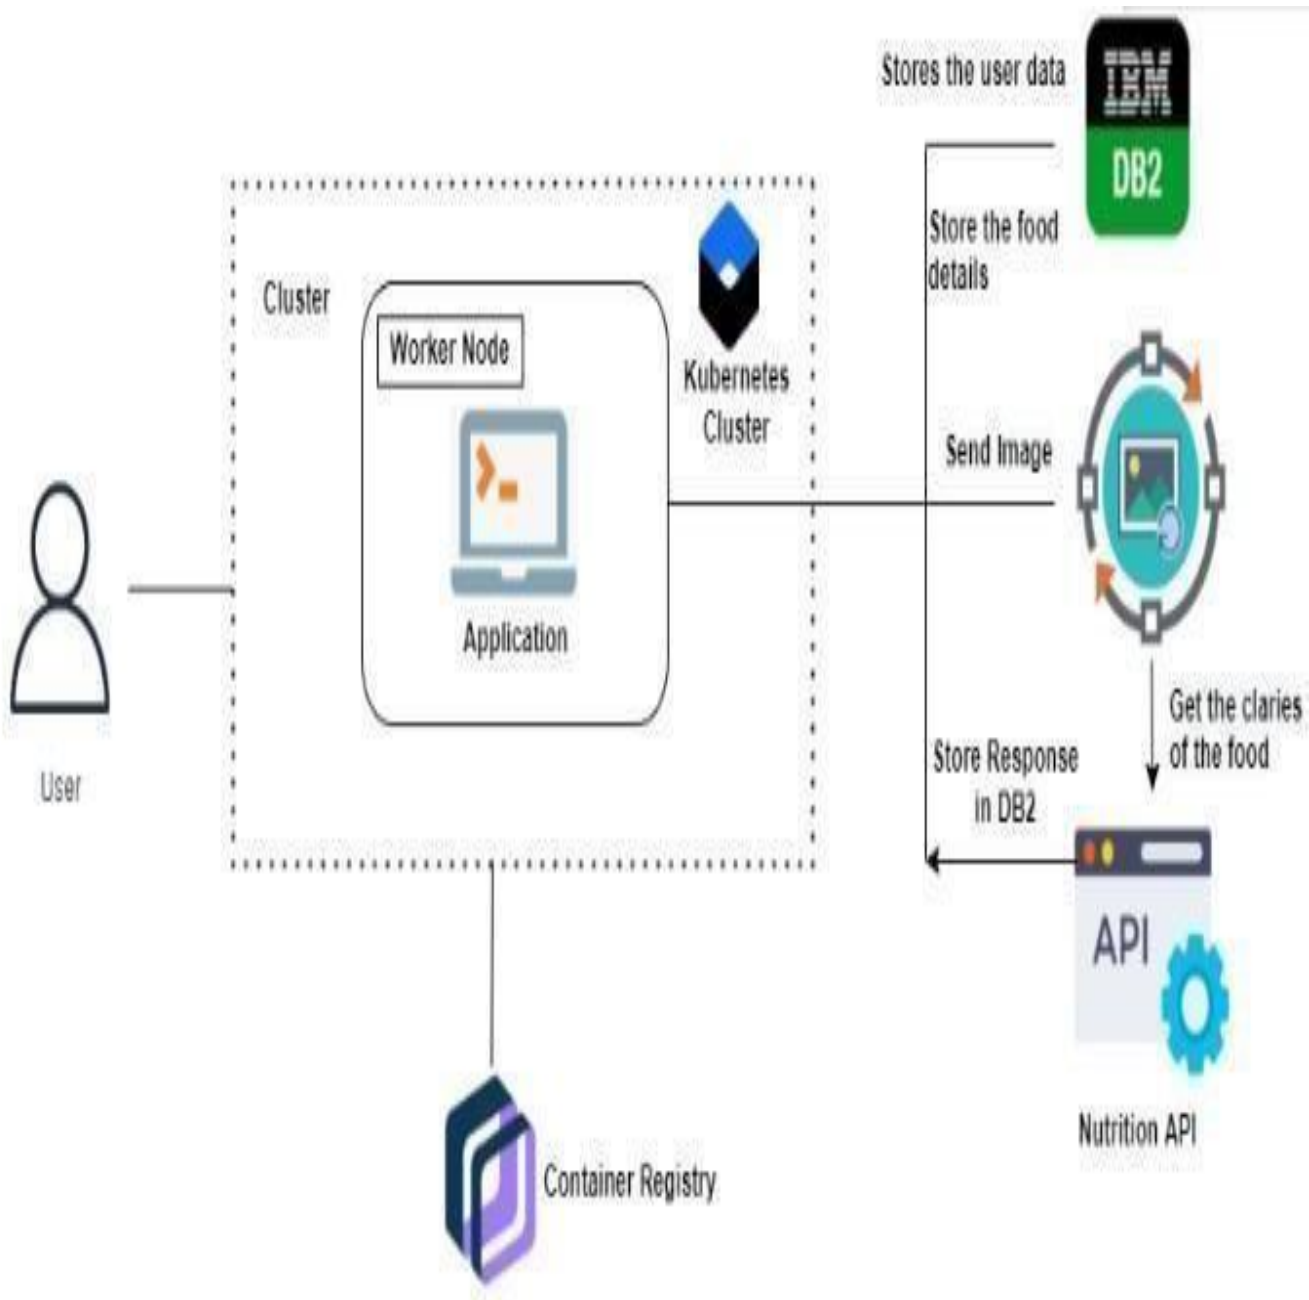 Stores the user data
IBM
DB2
Store the food
details
Cluster
Worker Node
Kubernetes
Cluster
Send Image
Application
Get the claries
of the food
User
Store Response
in DB2
API
Nutrition API
Container Registry